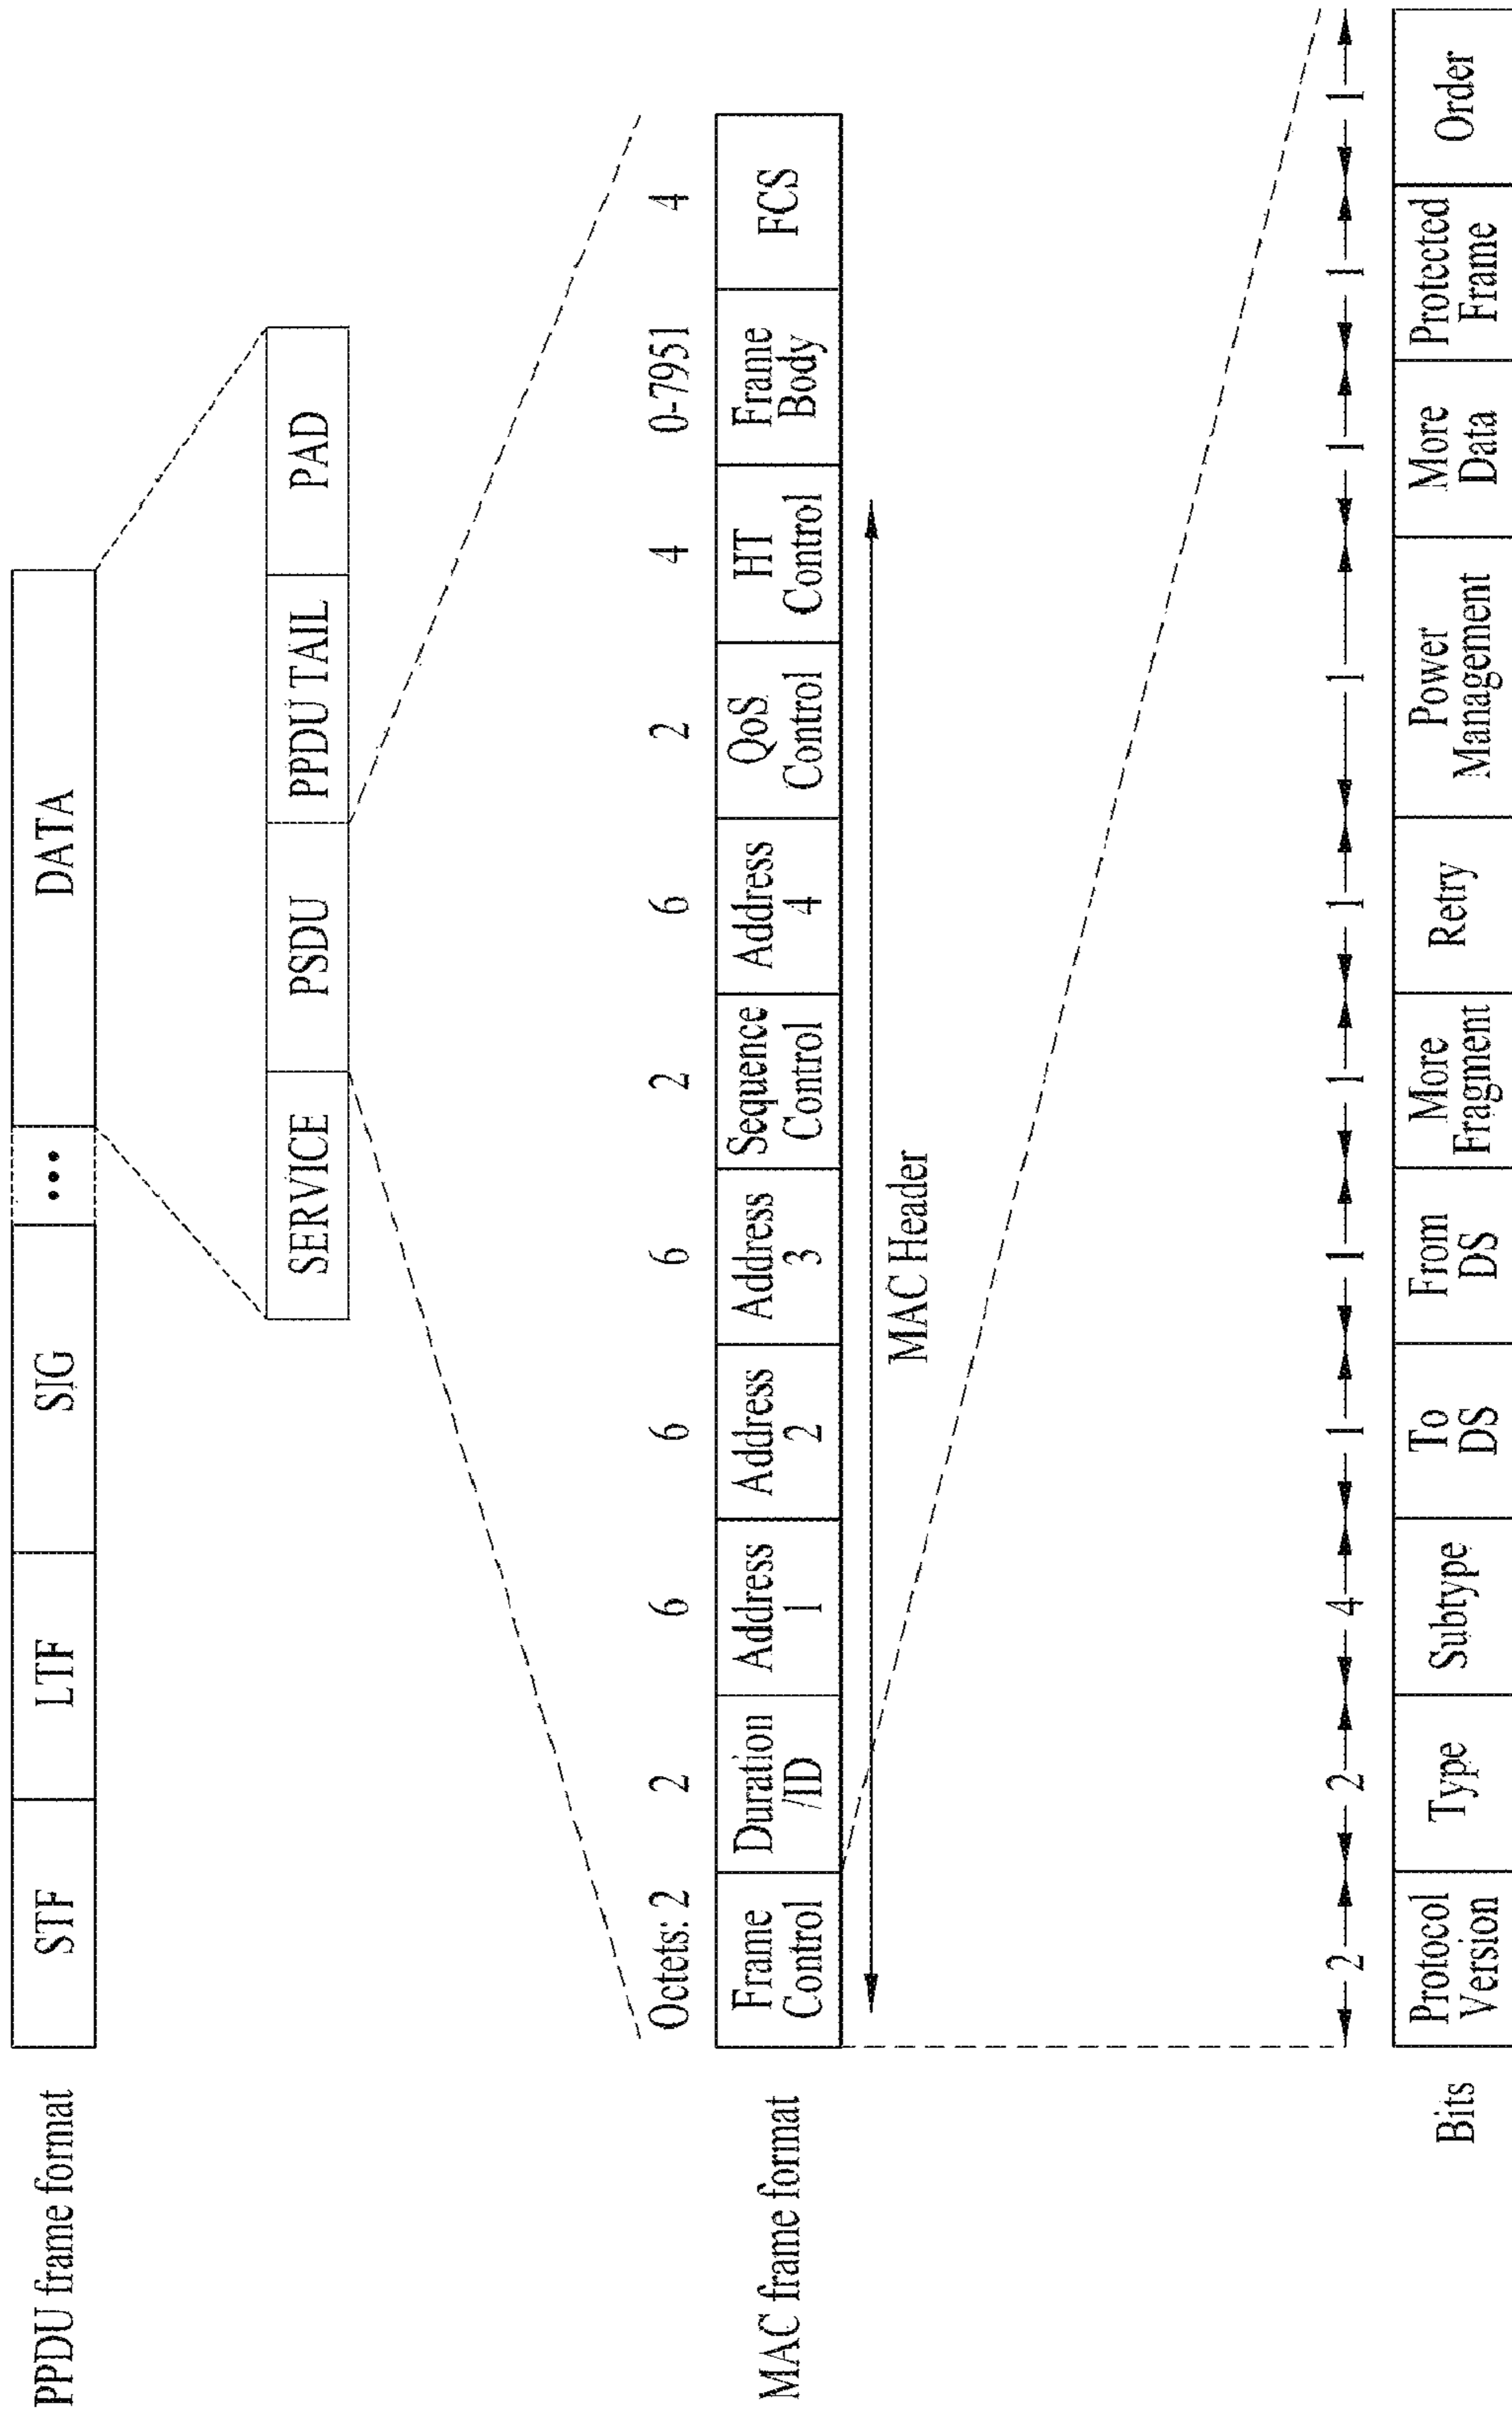 PPDU frame format
STF LTF SIG ••• DATA
SERVICE PSDU PPDU TAIL PAD
Octets: 2 2 6 6 6 2 6 2 4 0-7951 4
MAC frame format
Frame Control
Duration /ID
Address 1
Address 2
Address 3
Sequence Control
Address 4
QoS Control
HT Control
Frame Body
FCS
MAC Header
2 2 4 1 1 1 1 1 1 1 1
Bits
Protocol Version
Type
Subtype
To DS
From DS
More Fragment
Retry
Power Management
More Data
Protected Frame
Order